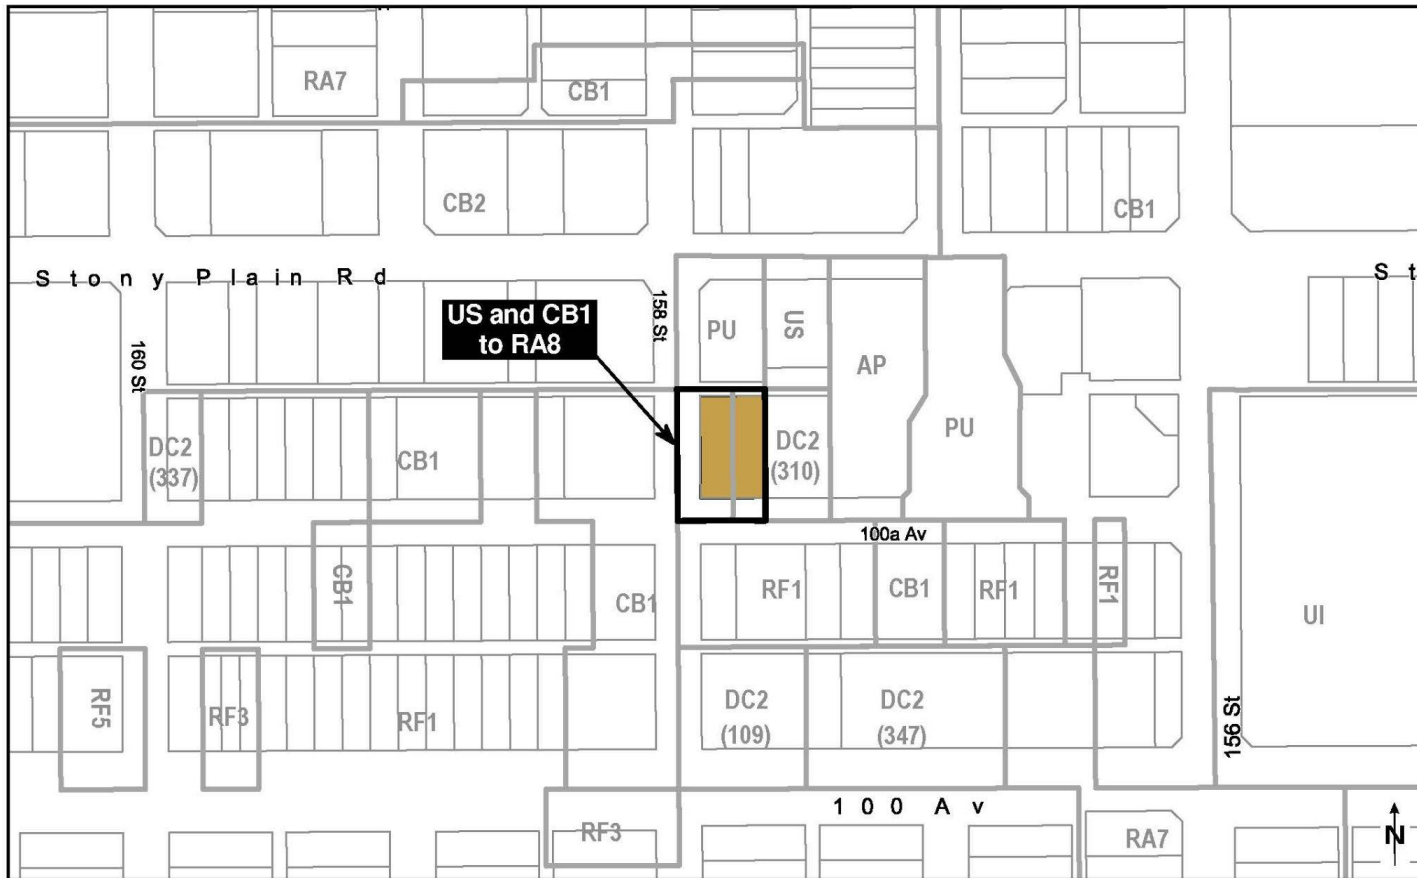 RA7
CB1
CB2
CB1
Stony Plain Rd
St
158 St
US and CB1
to RA8
PU
US
AP
160 St
PU
DC2
(337)
CB1
DC2
(310)
100a Av
CB1
CB1
RF1
CB1
RF1
RF1
UI
RF5
RF3
RF1
DC2
(109)
DC2
(347)
156 St
100 Av
RF3
RA7
N